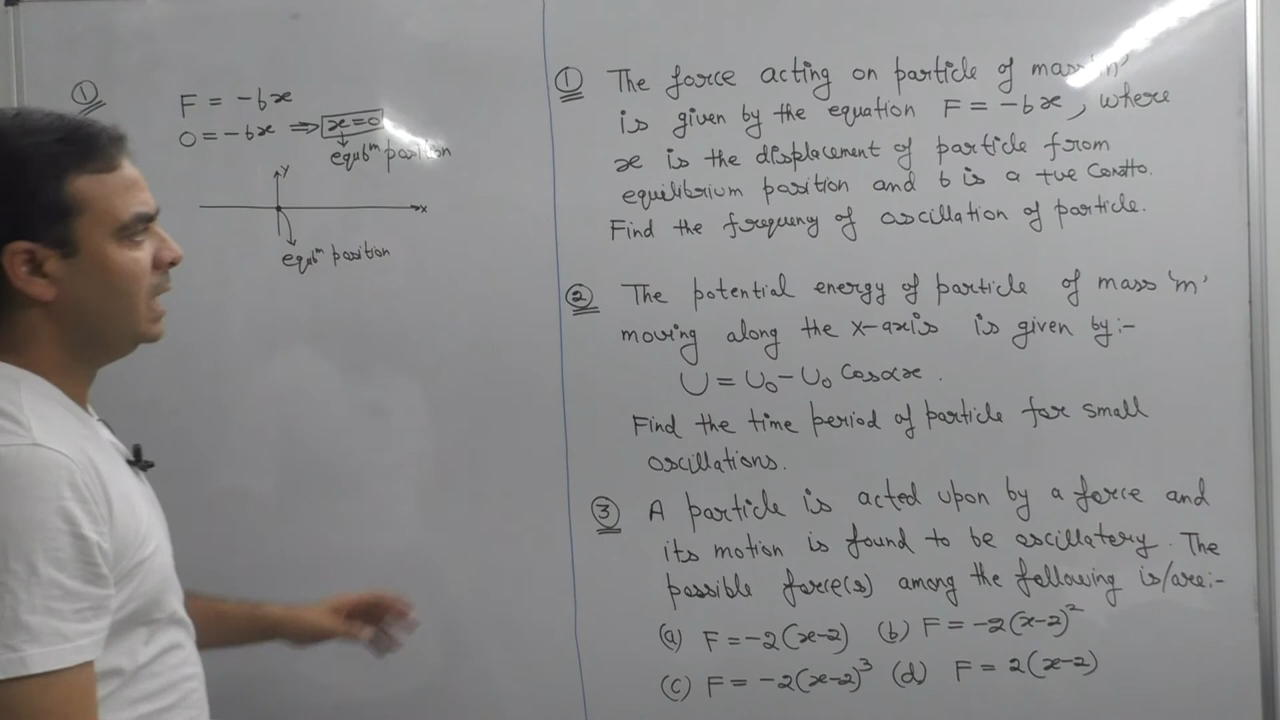 ①
F = -bx
0 = -bx ⇒ x=0
equbᵐ position
Y
x
equbᵐ position
① The force acting on particle of mass 'm'
is given by the equation F = -bx, where
x is the displacement of particle from
equilibrium position and b is a +ve Constt.
Find the frequency of oscillation of particle.
② The potential energy of particle of mass 'm'
moving along the X-axis is given by:-
U = U₀ - U₀ Cosαx.
Find the time period of particle for small
oscillations.
③ A particle is acted upon by a force and
its motion is found to be oscillatory. The
possible force(s) among the following is/are:-
(a) F = -2(x-2) (b) F = -2(x-2)²
(c) F = -2(x-2)³ (d) F = 2(x-2)